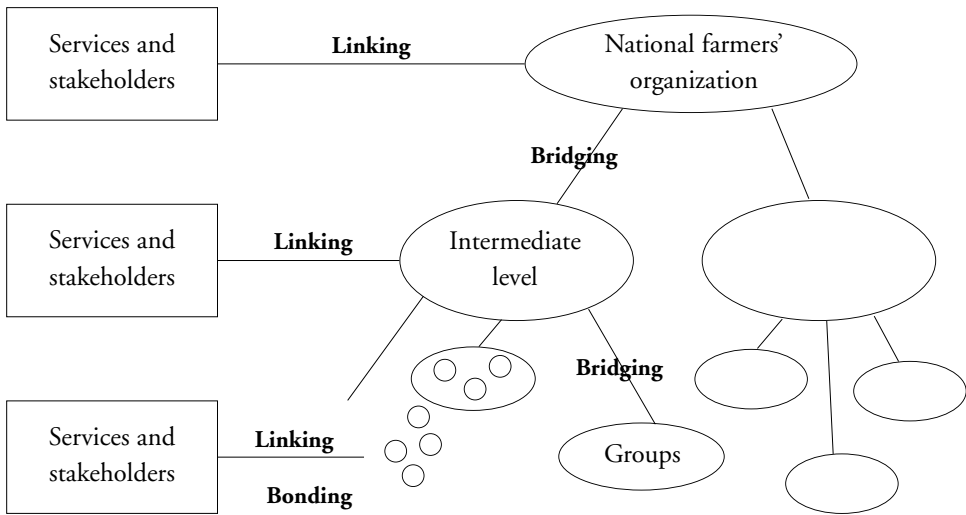 Services and
stakeholders
Linking
National farmers’
organization
Bridging
Services and
stakeholders
Linking
Intermediate
level
Bridging
Services and
stakeholders
Linking
Bonding
Groups